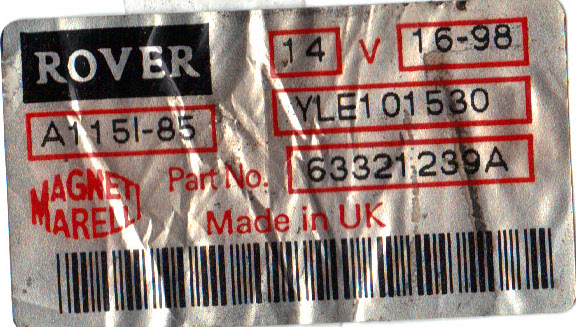 ROVER 14 V 16-98
A115I-85 YLE101530
MAGNETI MARELLI Part No. 63321239A
Made in UK